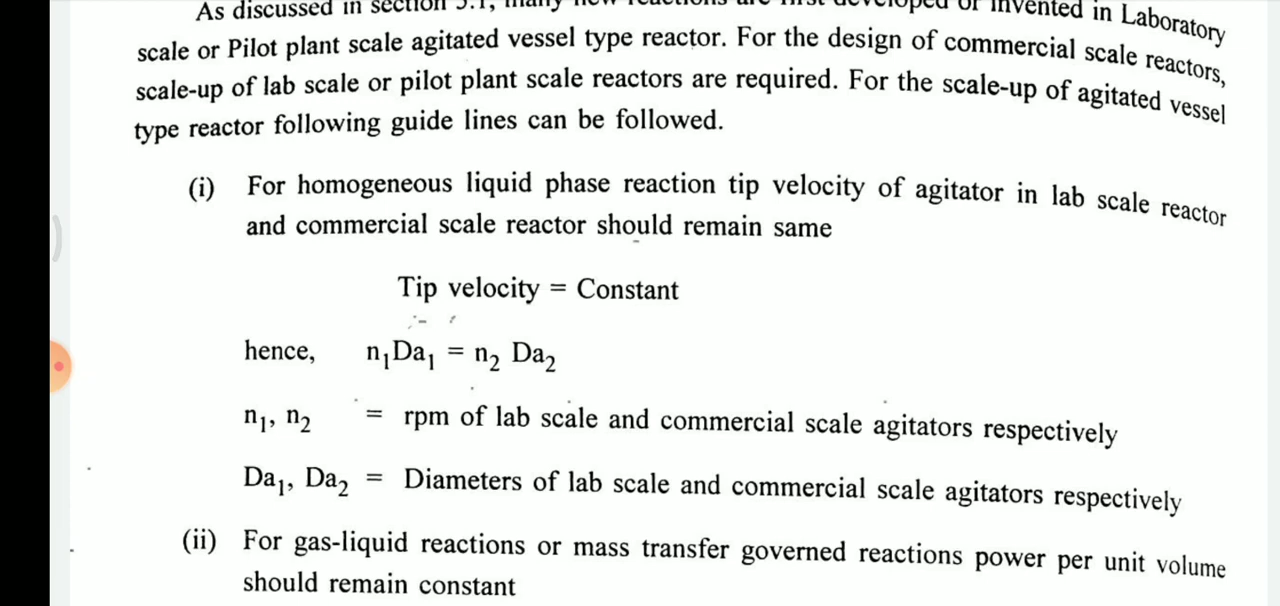 As discussed in section 5.1, many new reactions are first developed or invented in Laboratory
scale or Pilot plant scale agitated vessel type reactor. For the design of commercial scale reactors,
scale-up of lab scale or pilot plant scale reactors are required. For the scale-up of agitated vessel
type reactor following guide lines can be followed.
(i) For homogeneous liquid phase reaction tip velocity of agitator in lab scale reactor
and commercial scale reactor should remain same
Tip velocity = Constant
hence, n₁Da₁ = n₂ Da₂
n₁, n₂ = rpm of lab scale and commercial scale agitators respectively
Da₁, Da₂ = Diameters of lab scale and commercial scale agitators respectively
(ii) For gas-liquid reactions or mass transfer governed reactions power per unit volume
should remain constant